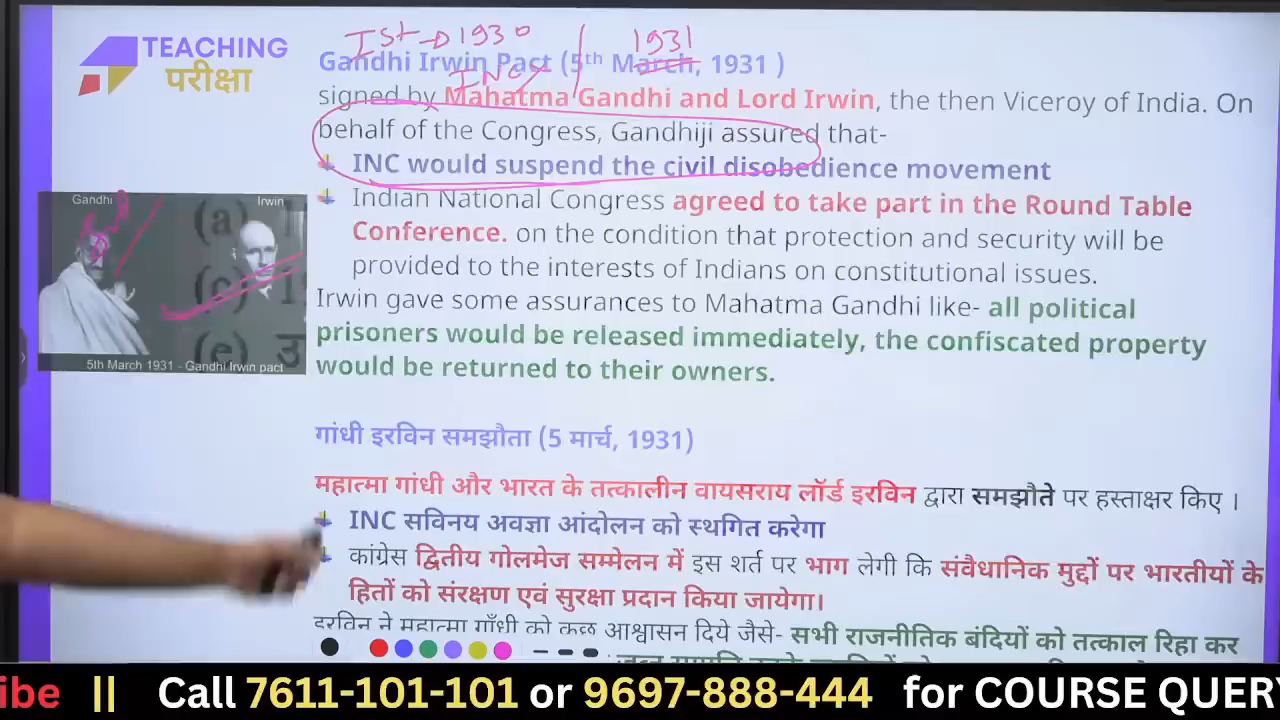 TEACHING
परीक्षा
Ist → 1930 / 1931
INC
Gandhi Irwin Pact (5th March, 1931 )
signed by Mahatma Gandhi and Lord Irwin, the then Viceroy of India. On
behalf of the Congress, Gandhiji assured that-
INC would suspend the civil disobedience movement
Indian National Congress agreed to take part in the Round Table
Conference. on the condition that protection and security will be
provided to the interests of Indians on constitutional issues.
Irwin gave some assurances to Mahatma Gandhi like- all political
prisoners would be released immediately, the confiscated property
would be returned to their owners.
Gandhi
Irwin
(a)
(c)
(e) उ
5th March 1931 - Gandhi Irwin pact
गांधी इरविन समझौता (5 मार्च, 1931)
महात्मा गांधी और भारत के तत्कालीन वायसराय लॉर्ड इरविन द्वारा समझौते पर हस्ताक्षर किए ।
INC सविनय अवज्ञा आंदोलन को स्थगित करेगा
कांग्रेस द्वितीय गोलमेज सम्मेलन में इस शर्त पर भाग लेगी कि संवैधानिक मुद्दों पर भारतीयों के
हितों को संरक्षण एवं सुरक्षा प्रदान किया जायेगा।
इरविन ने महात्मा गाँधी को कुछ आश्वासन दिये जैसे- सभी राजनीतिक बंदियों को तत्काल रिहा कर
ibe || Call 7611-101-101 or 9697-888-444 for COURSE QUERY